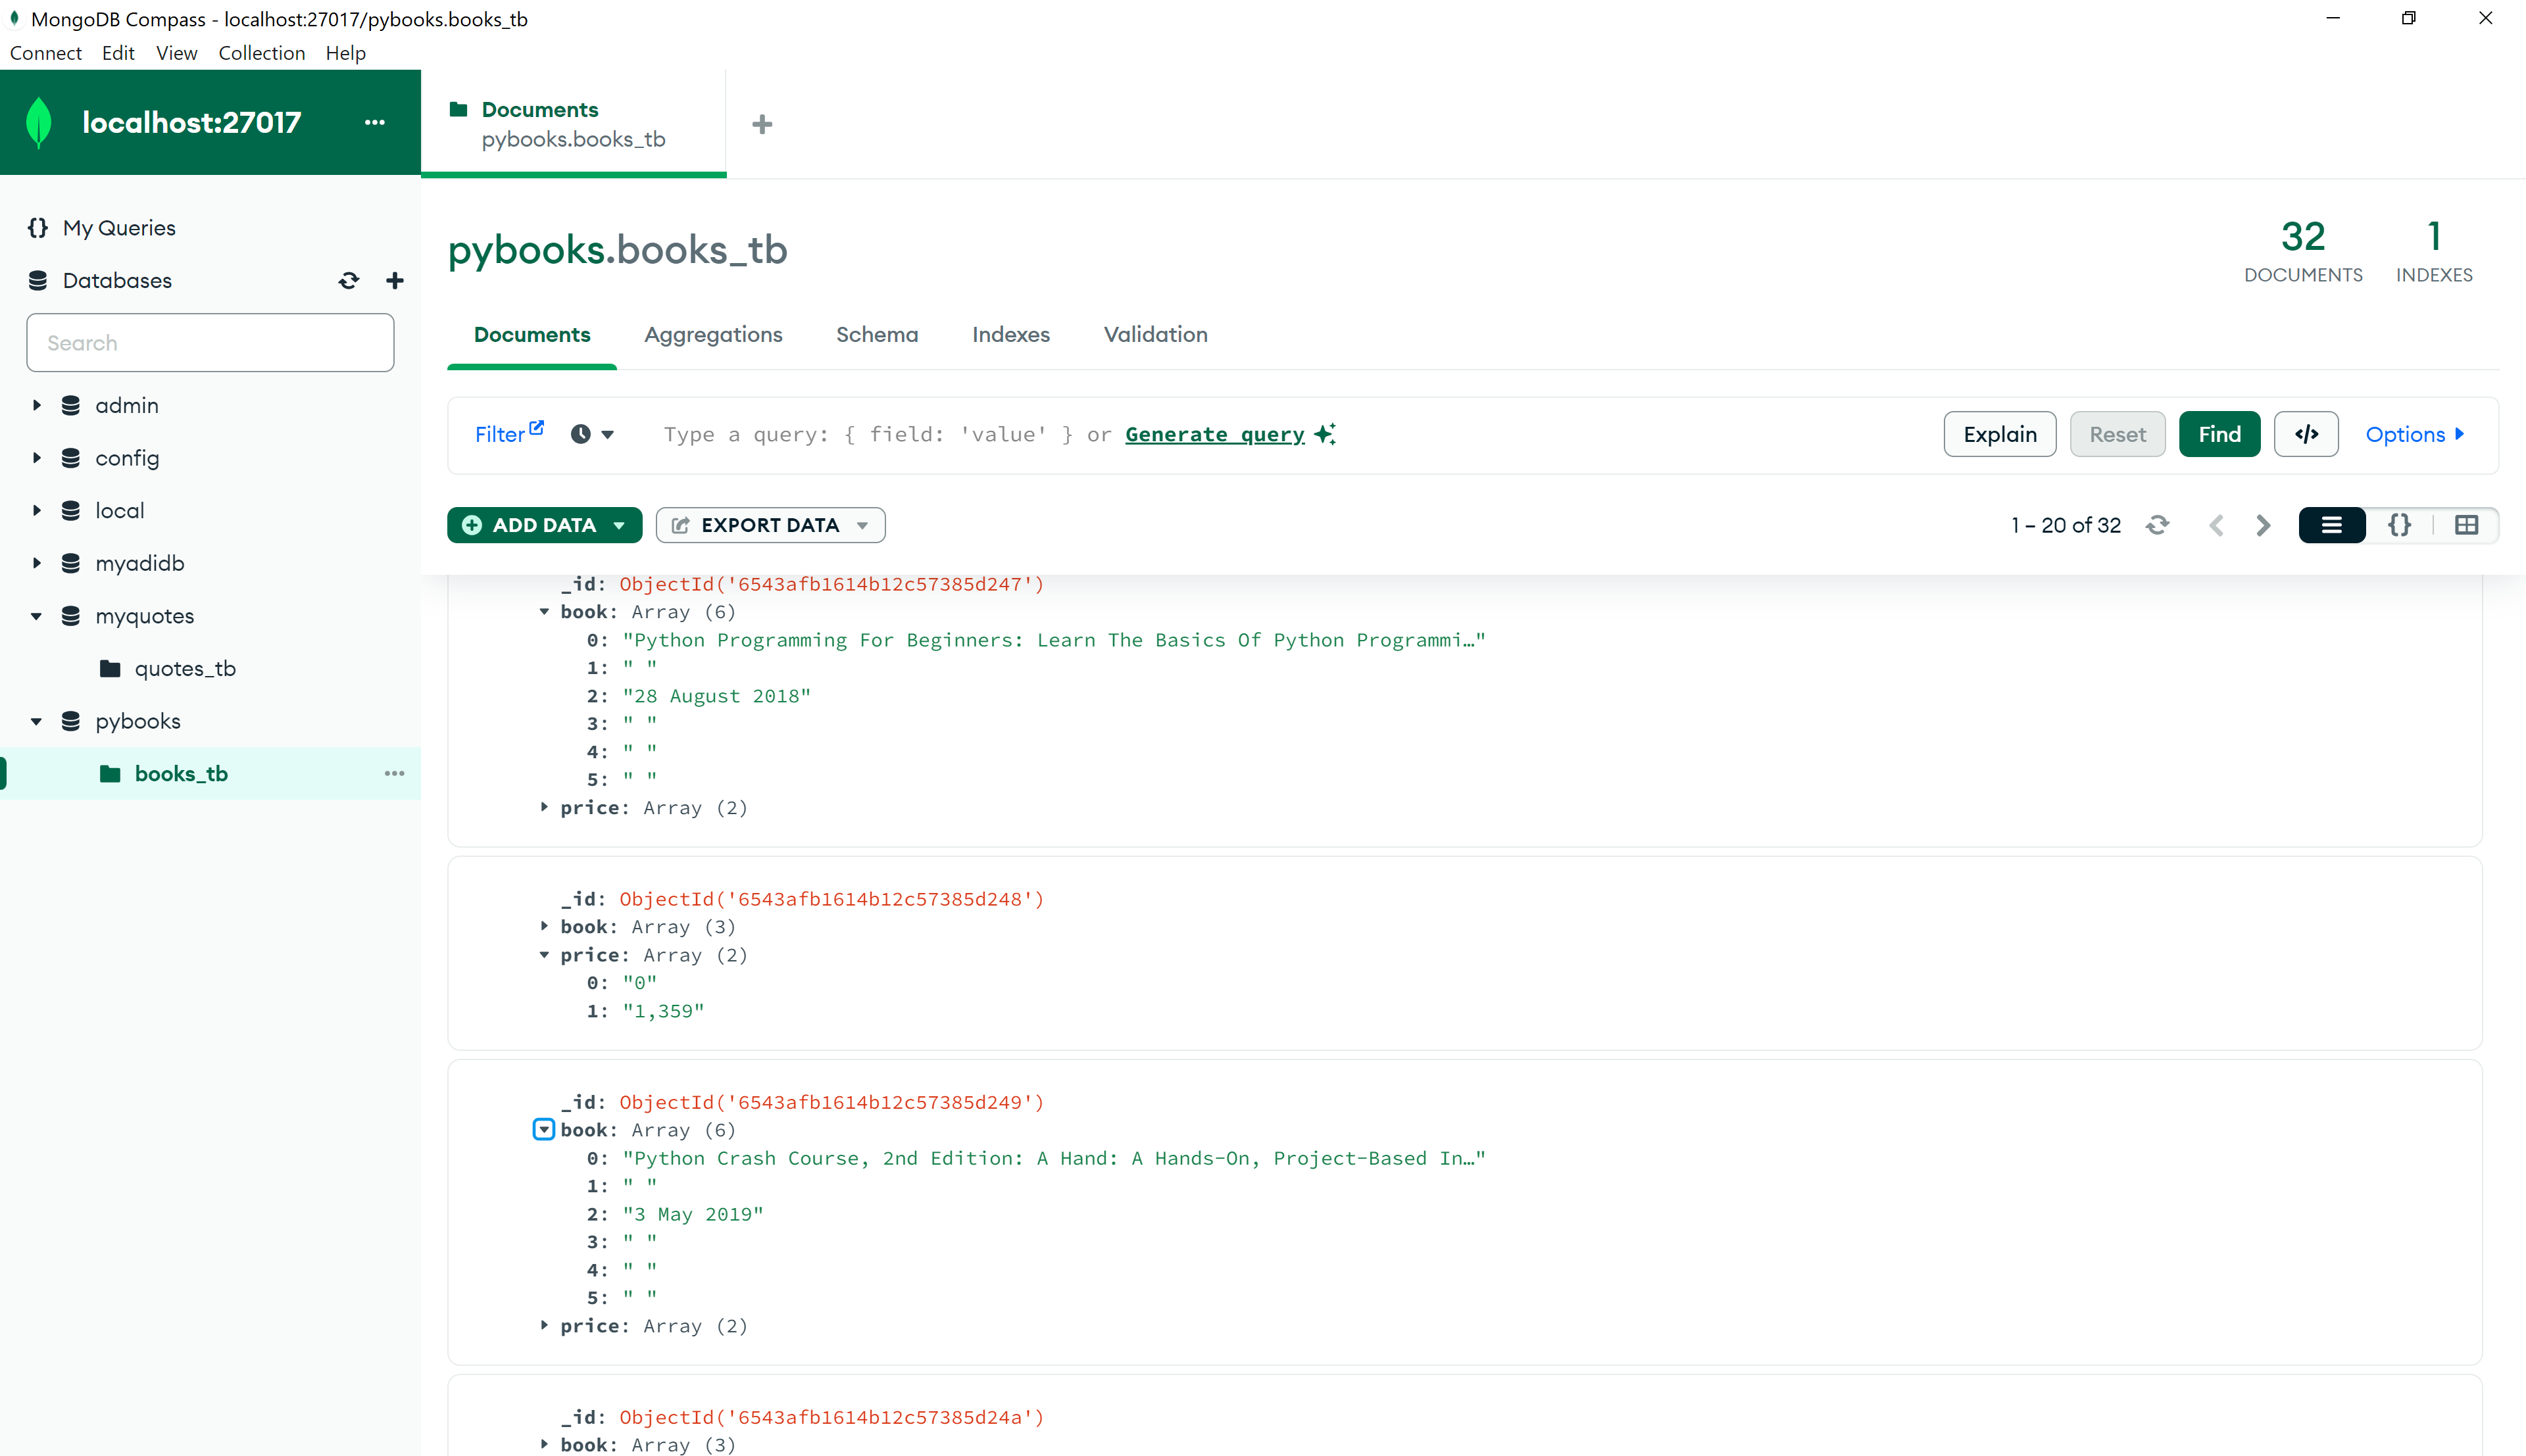 MongoDB Compass - localhost:27017/pybooks.books_tb
Connect Edit View Collection Help
localhost:27017
Documents
pybooks.books_tb
My Queries
Databases
Search
admin
config
local
myadidb
myquotes
quotes_tb
pybooks
books_tb
pybooks.books_tb
32
DOCUMENTS
1
INDEXES
Documents Aggregations Schema Indexes Validation
Filter Type a query: { field: 'value' } or Generate query Explain Reset Find </> Options
ADD DATA EXPORT DATA 1 – 20 of 32 {}
_id: ObjectId('6543afb1614b12c57385d247')
book: Array (6)
0: "Python Programming For Beginners: Learn The Basics Of Python Programmi…"
1: " "
2: "28 August 2018"
3: " "
4: " "
5: " "
price: Array (2)
_id: ObjectId('6543afb1614b12c57385d248')
book: Array (3)
price: Array (2)
0: "0"
1: "1,359"
_id: ObjectId('6543afb1614b12c57385d249')
book: Array (6)
0: "Python Crash Course, 2nd Edition: A Hand: A Hands-On, Project-Based In…"
1: " "
2: "3 May 2019"
3: " "
4: " "
5: " "
price: Array (2)
_id: ObjectId('6543afb1614b12c57385d24a')
book: Array (3)